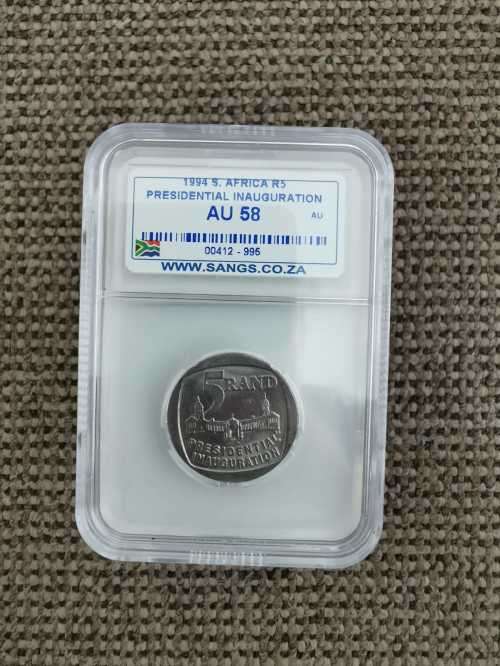 1994 S. AFRICA R5
PRESIDENTIAL INAUGURATION
AU 58
AU
00412 - 996
WWW.SANGS.CO.ZA
5 RAND
PRESIDENTIAL
INAUGURATION